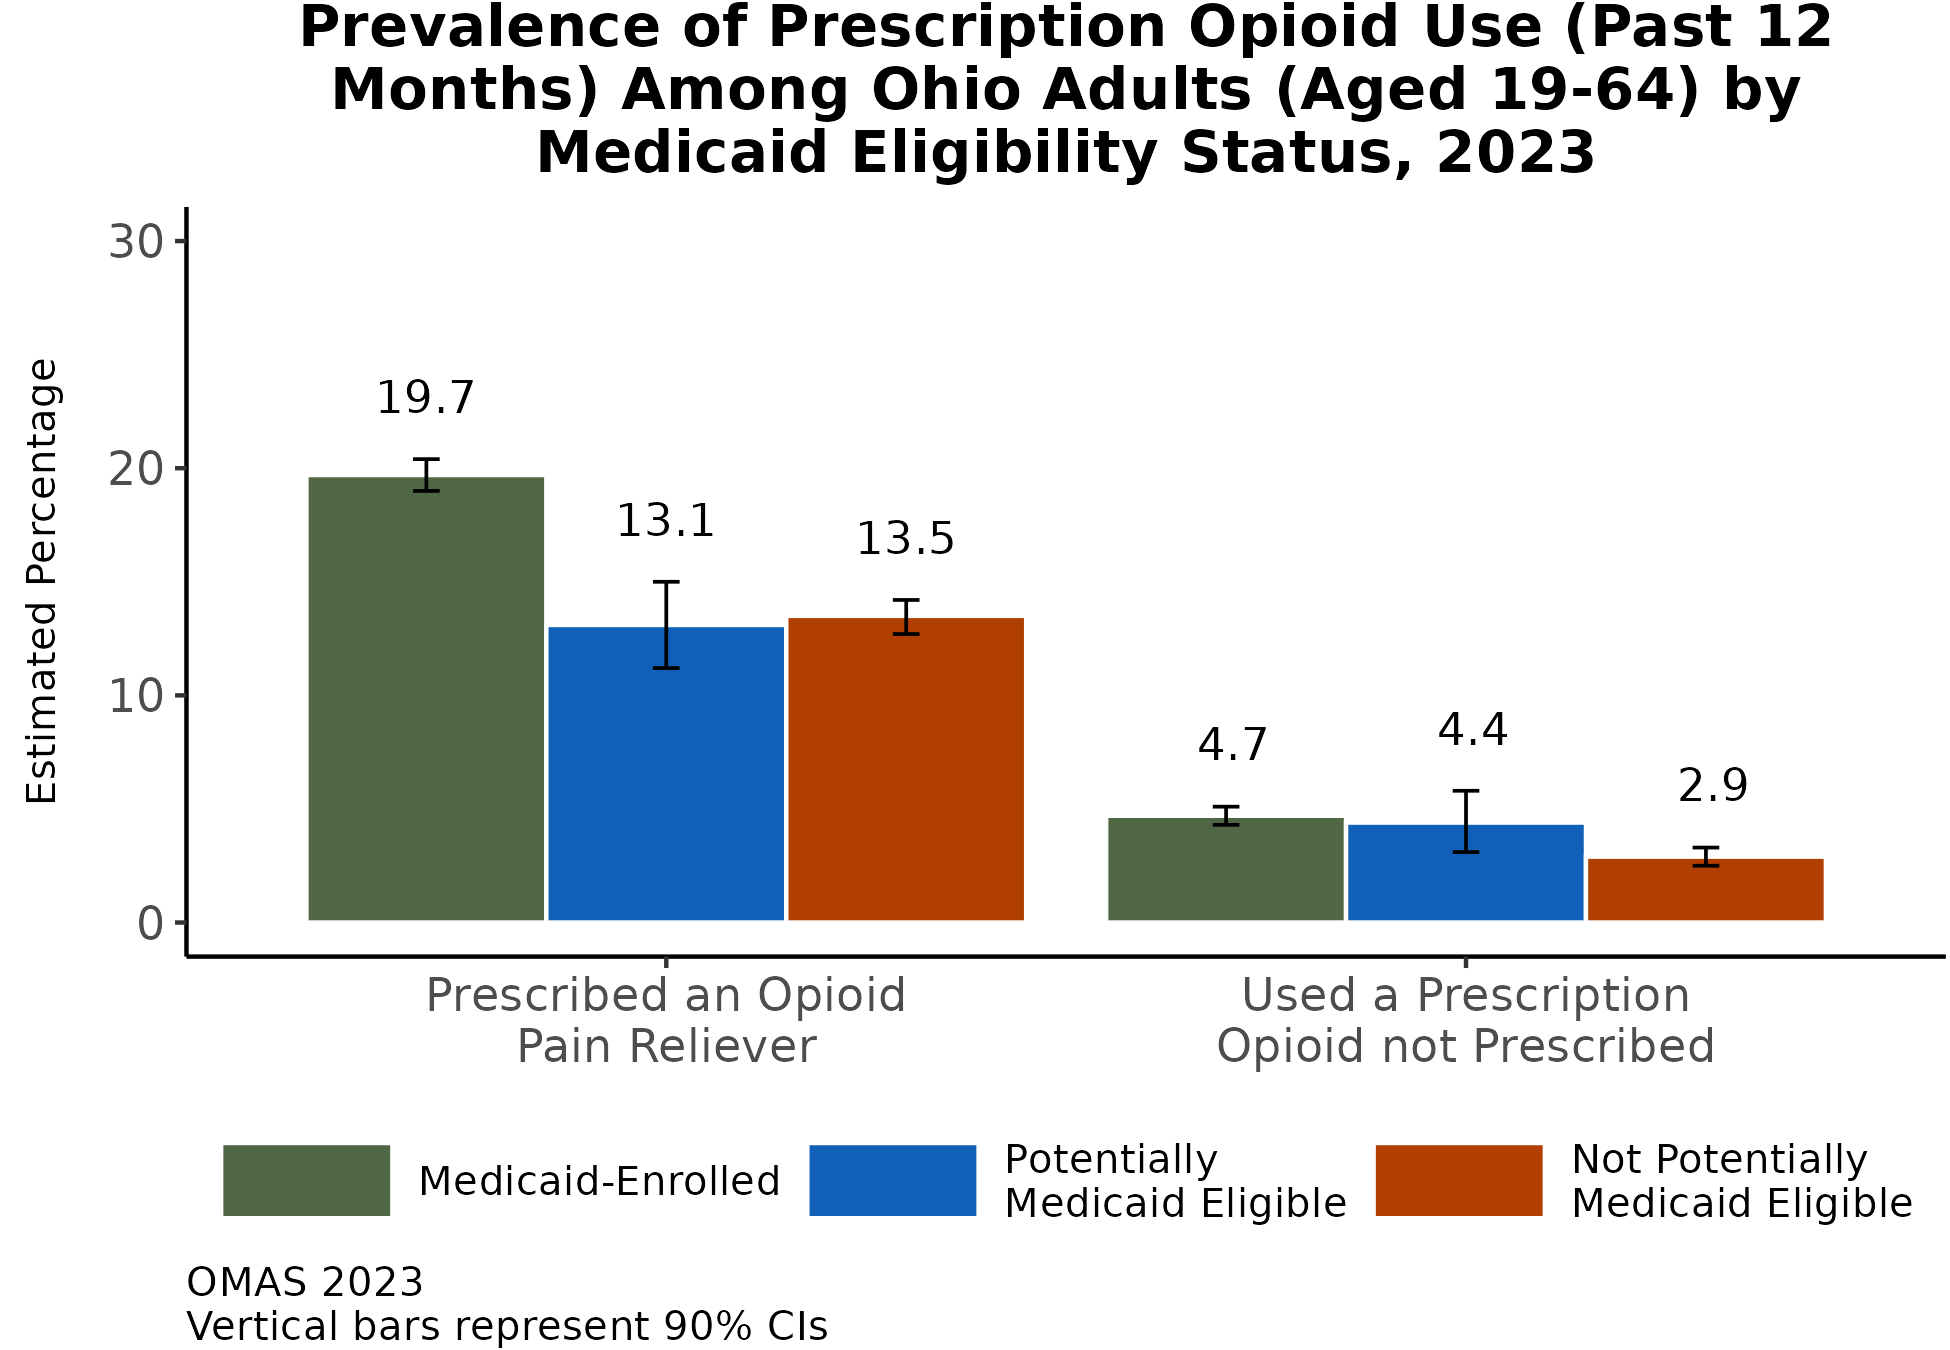 Prevalence of Prescription Opioid Use (Past 12
Months) Among Ohio Adults (Aged 19-64) by
Medicaid Eligibility Status, 2023
Estimated Percentage
30
20
10
0
19.7
13.1
13.5
4.7
4.4
2.9
Prescribed an Opioid
Pain Reliever
Used a Prescription
Opioid not Prescribed
Medicaid-Enrolled
Potentially
Medicaid Eligible
Not Potentially
Medicaid Eligible
OMAS 2023
Vertical bars represent 90% CIs